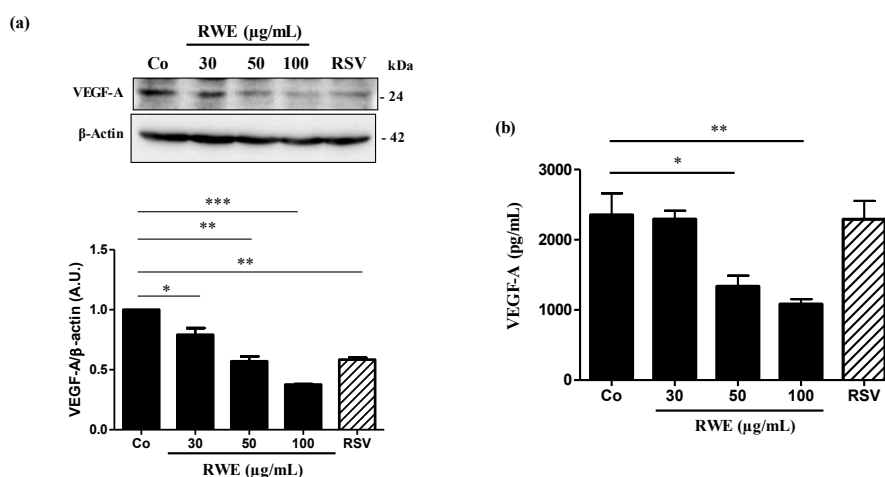 (a)
RWE (µg/mL)
Co 30 50 100 RSV kDa
VEGF-A - 24
β-Actin - 42
***
**
**
*
VEGF-A/β-actin (A.U.)
1.5
1.0
0.5
0.0
Co 30 50 100 RSV
RWE (µg/mL)
(b)
**
*
VEGF-A
(pg/mL)
3000
2000
1000
0
Co 30 50 100 RSV
RWE (µg/mL)